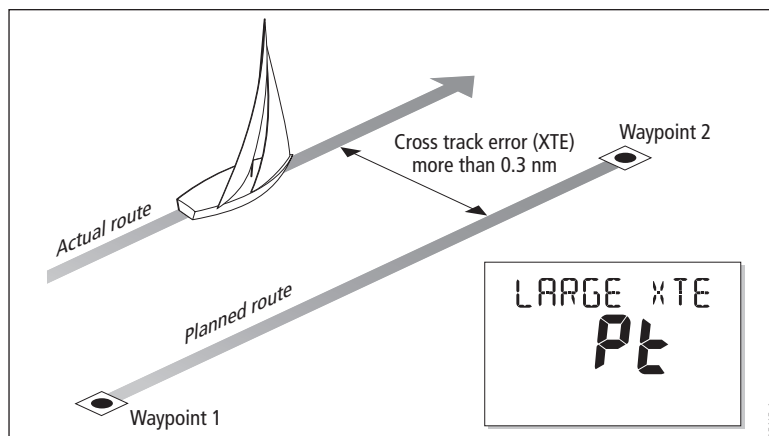 Cross track error (XTE)
more than 0.3 nm
Waypoint 2
Actual route
Planned route
LARGE XTE
Pt
Waypoint 1